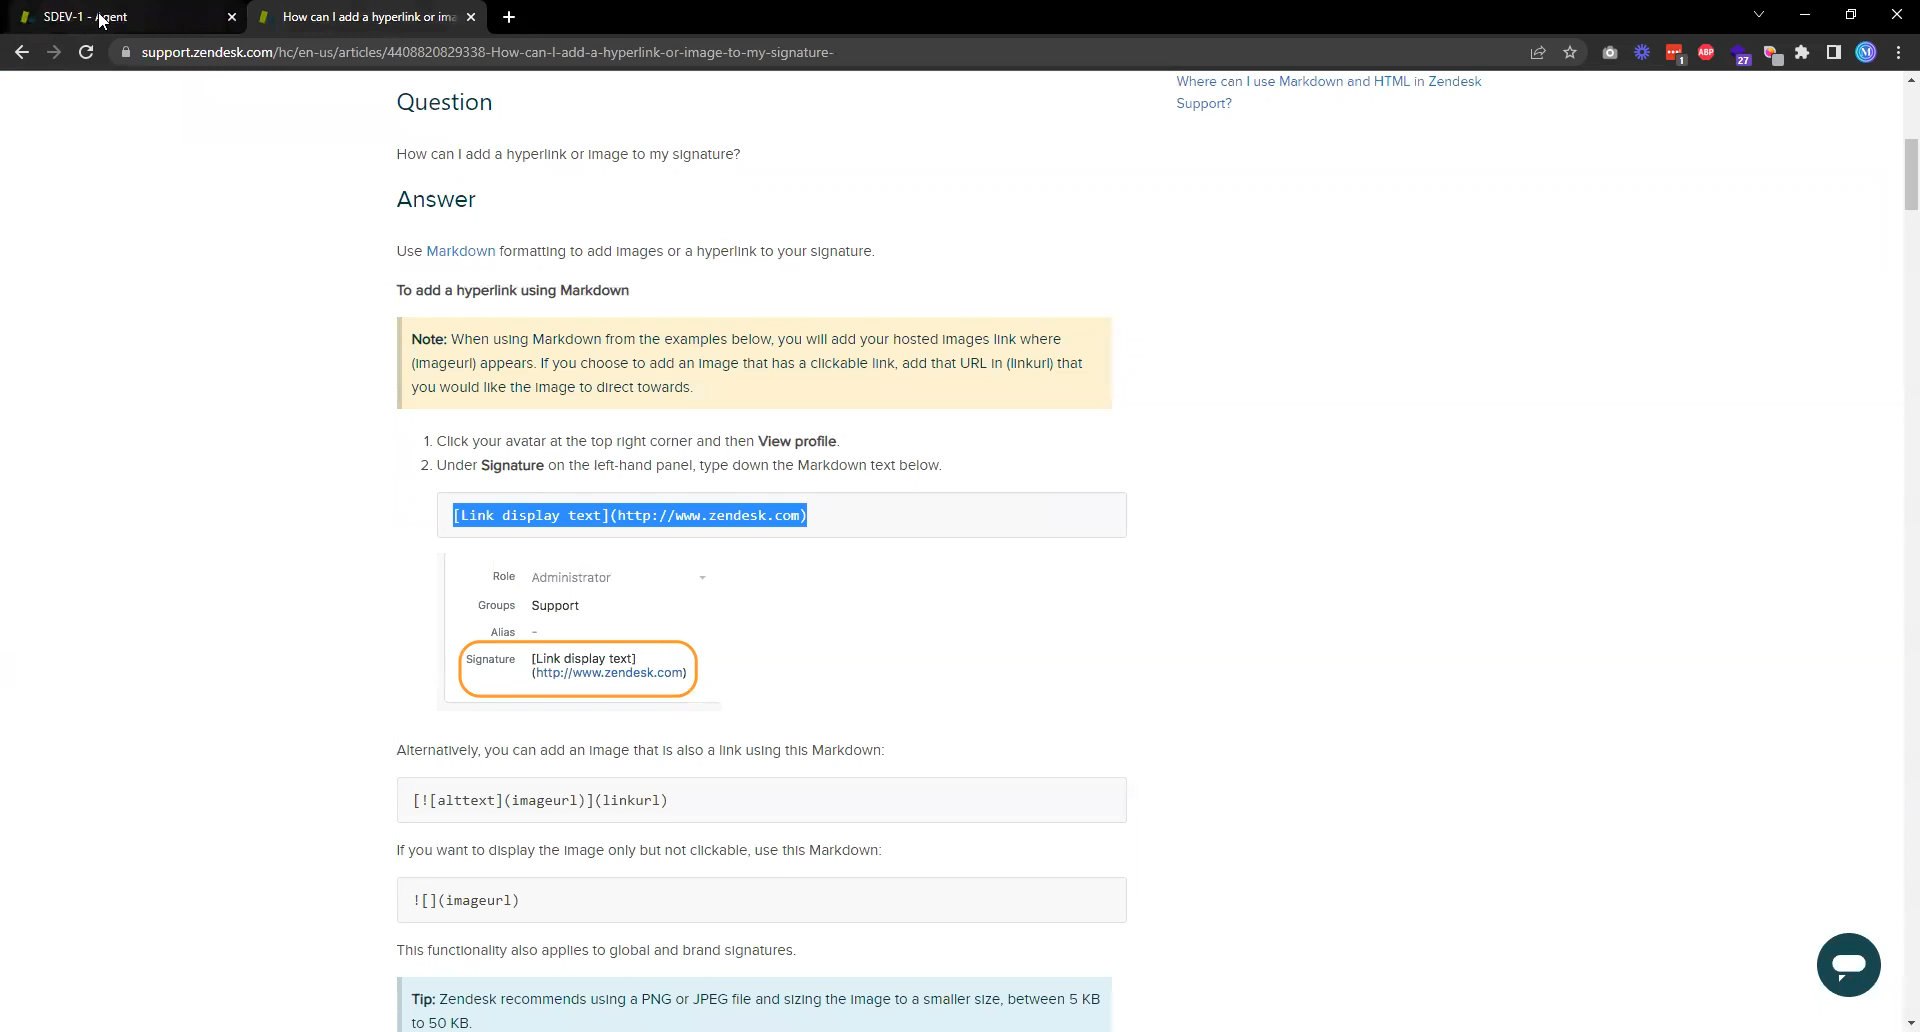 SDEV-1 - Agent
How can I add a hyperlink or ima
support.zendesk.com/hc/en-us/articles/4408820829338-How-can-I-add-a-hyperlink-or-image-to-my-signature-
1
ABP
27
Where can I use Markdown and HTML in Zendesk
Support?
Question
How can I add a hyperlink or image to my signature?
Answer
Use Markdown formatting to add images or a hyperlink to your signature.
To add a hyperlink using Markdown
Note: When using Markdown from the examples below, you will add your hosted images link where
(imageurl) appears. If you choose to add an image that has a clickable link, add that URL in (linkurl) that
you would like the image to direct towards.
1. Click your avatar at the top right corner and then View profile.
2. Under Signature on the left-hand panel, type down the Markdown text below.
[Link display text](http://www.zendesk.com)
Role Administrator
Groups Support
Alias -
Signature [Link display text]
(http://www.zendesk.com)
Alternatively, you can add an image that is also a link using this Markdown:
[![alttext](imageurl)](linkurl)
If you want to display the image only but not clickable, use this Markdown:
![](imageurl)
This functionality also applies to global and brand signatures.
Tip: Zendesk recommends using a PNG or JPEG file and sizing the image to a smaller size, between 5 KB
to 50 KB.